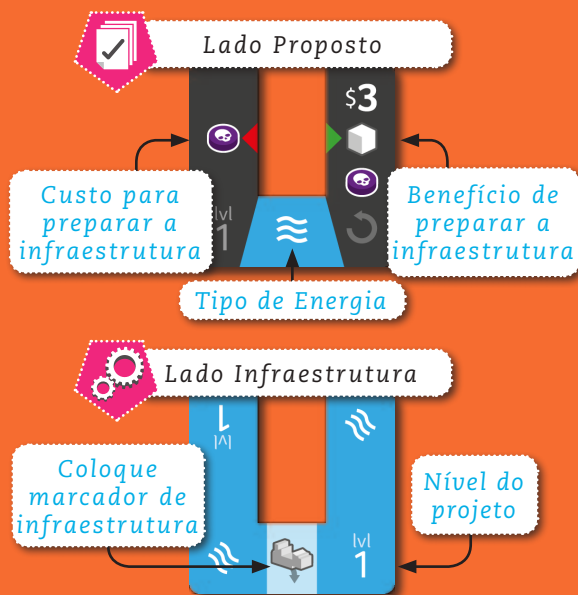 Lado Proposto
$3
Custo para
preparar a
infraestrutura
lvl
1
Benefício de
preparar a
infraestrutura
Tipo de Energia
Lado Infraestrutura
lvl
1
Coloque
marcador de
infraestrutura
Nível do
projeto
lvl
1